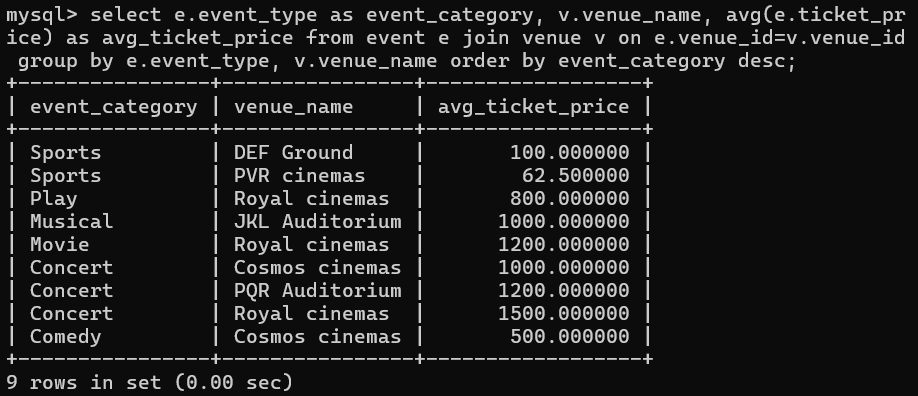 mysql> select e.event_type as event_category, v.venue_name, avg(e.ticket_pr
ice) as avg_ticket_price from event e join venue v on e.venue_id=v.venue_id
 group by e.event_type, v.venue_name order by event_category desc;
+----------------+-----------------+------------------+
| event_category | venue_name      | avg_ticket_price |
+----------------+-----------------+------------------+
| Sports         | DEF Ground      |       100.000000 |
| Sports         | PVR cinemas     |        62.500000 |
| Play           | Royal cinemas   |       800.000000 |
| Musical        | JKL Auditorium  |      1000.000000 |
| Movie          | Royal cinemas   |      1200.000000 |
| Concert        | Cosmos cinemas  |      1000.000000 |
| Concert        | PQR Auditorium  |      1200.000000 |
| Concert        | Royal cinemas   |      1500.000000 |
| Comedy         | Cosmos cinemas  |       500.000000 |
+----------------+-----------------+------------------+
9 rows in set (0.00 sec)